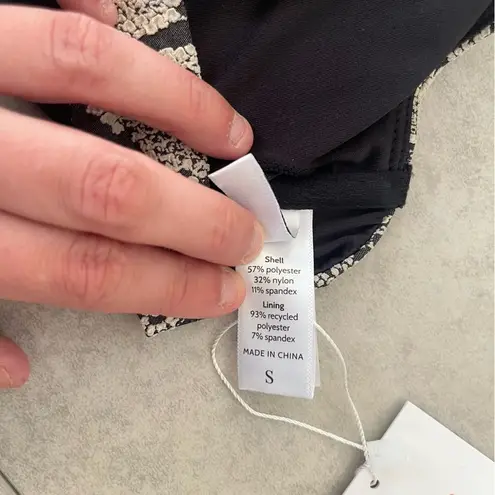 Shell
57% polyester
32% nylon
11% spandex
Lining
93% recycled
polyester
7% spandex
MADE IN CHINA
S